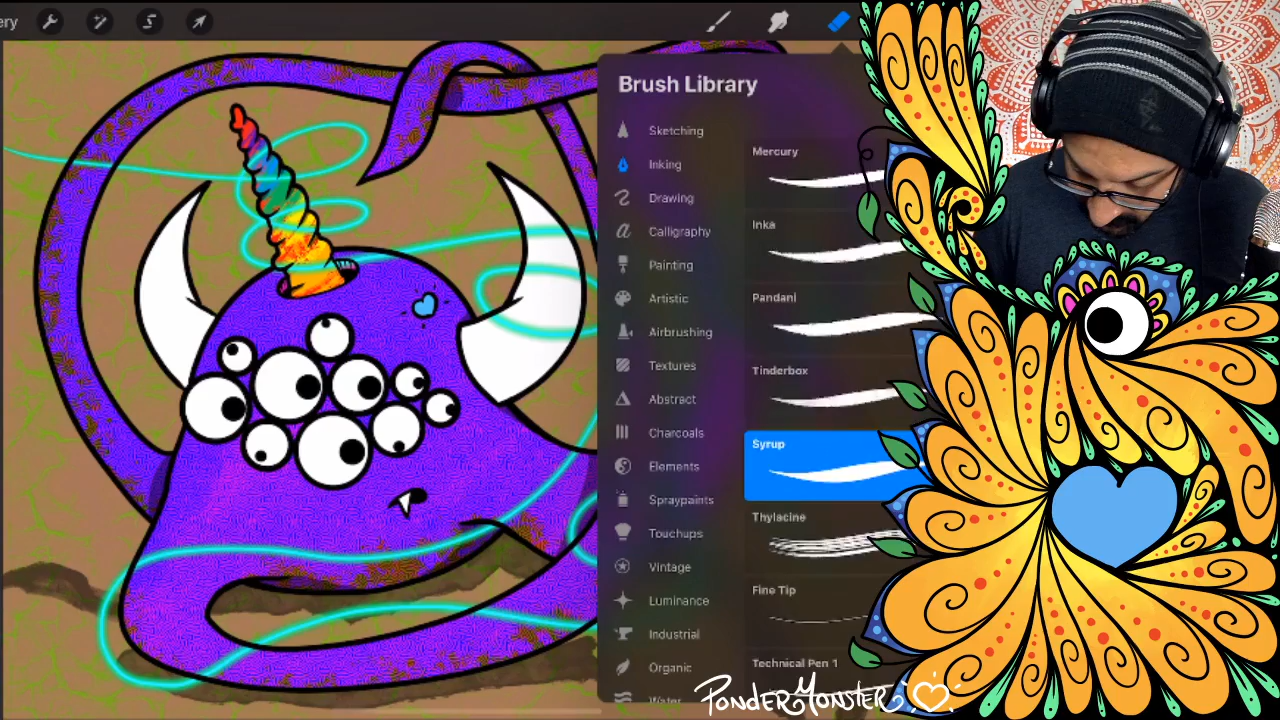 ery
Brush Library
Sketching
Inking
Drawing
Calligraphy
Painting
Artistic
Airbrushing
Textures
Abstract
Charcoals
Elements
Spraypaints
Touchups
Vintage
Luminance
Industrial
Organic
Water
Mercury
Inka
Pandani
Tinderbox
Syrup
Thylacine
Fine Tip
Technical Pen 1
PonderMonster